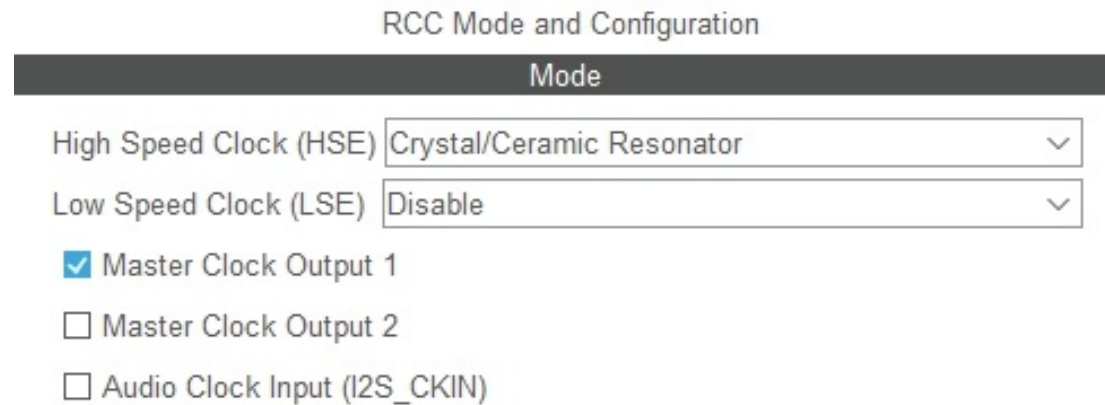 RCC Mode and Configuration
Mode
High Speed Clock (HSE) Crystal/Ceramic Resonator
Low Speed Clock (LSE) Disable
Master Clock Output 1
Master Clock Output 2
Audio Clock Input (I2S_CKIN)